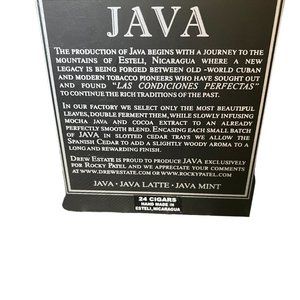 JAVA
THE PRODUCTION OF JAVA BEGINS WITH A JOURNEY TO THE
MOUNTAINS OF ESTELI, NICARAGUA WHERE A NEW
LEGACY IS BEING FORGED BETWEEN OLD -WORLD CUBAN
AND MODERN TOBACCO PIONEERS WHO HAVE SOUGHT OUT
AND FOUND "LAS CONDICIONES PERFECTAS"
TO CONTINUE THE RICH TRADITIONS OF THE PAST.
IN OUR FACTORY WE SELECT ONLY THE MOST BEAUTIFUL
LEAVES, DOUBLE FERMENT THEM, WHILE SLOWLY INFUSING
MOCHA JAVA AND COCOA EXTRACT TO AN ALREADY
PERFECTLY SMOOTH BLEND. ENCASING EACH SMALL BATCH
OF JAVA IN SLOTTED CEDAR TRAYS WE ALLOW THE
SPANISH CEDAR TO ADD A SLIGHTLY WOODY AROMA TO A
LONG AND REWARDING FINISH.
DREW ESTATE IS PROUD TO PRODUCE JAVA EXCLUSIVELY
FOR ROCKY PATEL AND WE APPRECIATE YOUR COMMENTS
AT WWW.DREWESTATE.COM OR WWW.ROCKYPATEL.COM.
JAVA · JAVA LATTE · JAVA MINT
24 CIGARS
HAND MADE IN
ESTELI, NICARAGUA